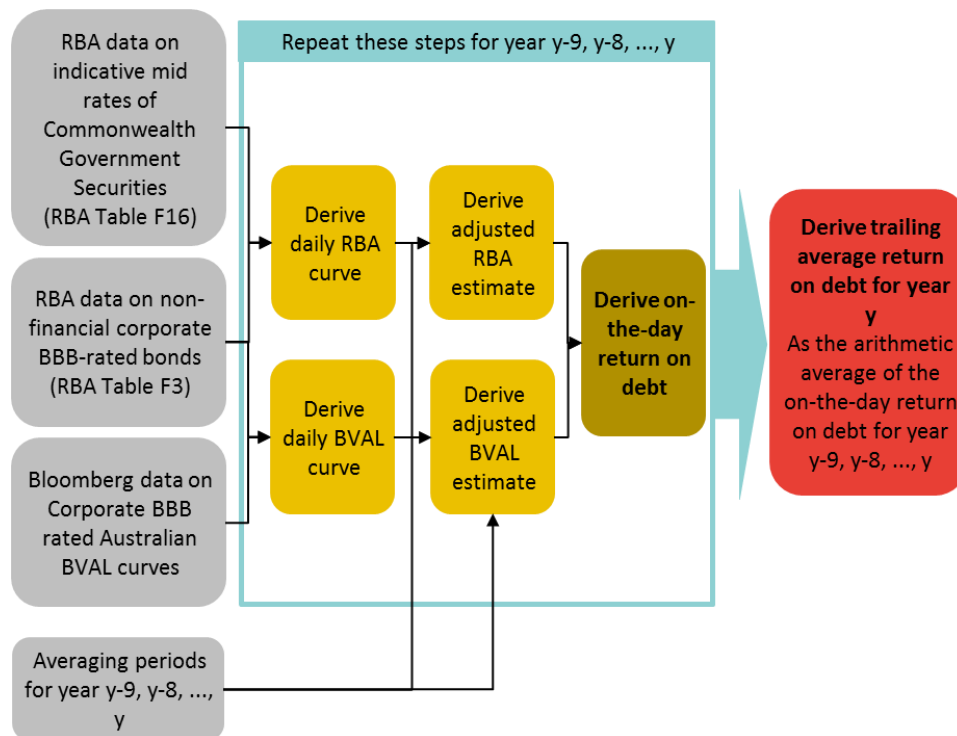 RBA data on
indicative mid
rates of
Commonwealth
Government
Securities
(RBA Table F16)
RBA data on non-
financial corporate
BBB-rated bonds
(RBA Table F3)
Bloomberg data on
Corporate BBB
rated Australian
BVAL curves
Averaging periods
for year y-9, y-8, ...,
y
Repeat these steps for year y-9, y-8, ..., y
Derive
daily RBA
curve
Derive
adjusted
RBA
estimate
Derive
daily BVAL
curve
Derive
adjusted
BVAL
estimate
Derive on-
the-day
return on
debt
Derive trailing
average return
on debt for year
y
As the arithmetic
average of the
on-the-day return
on debt for year
y-9, y-8, ..., y